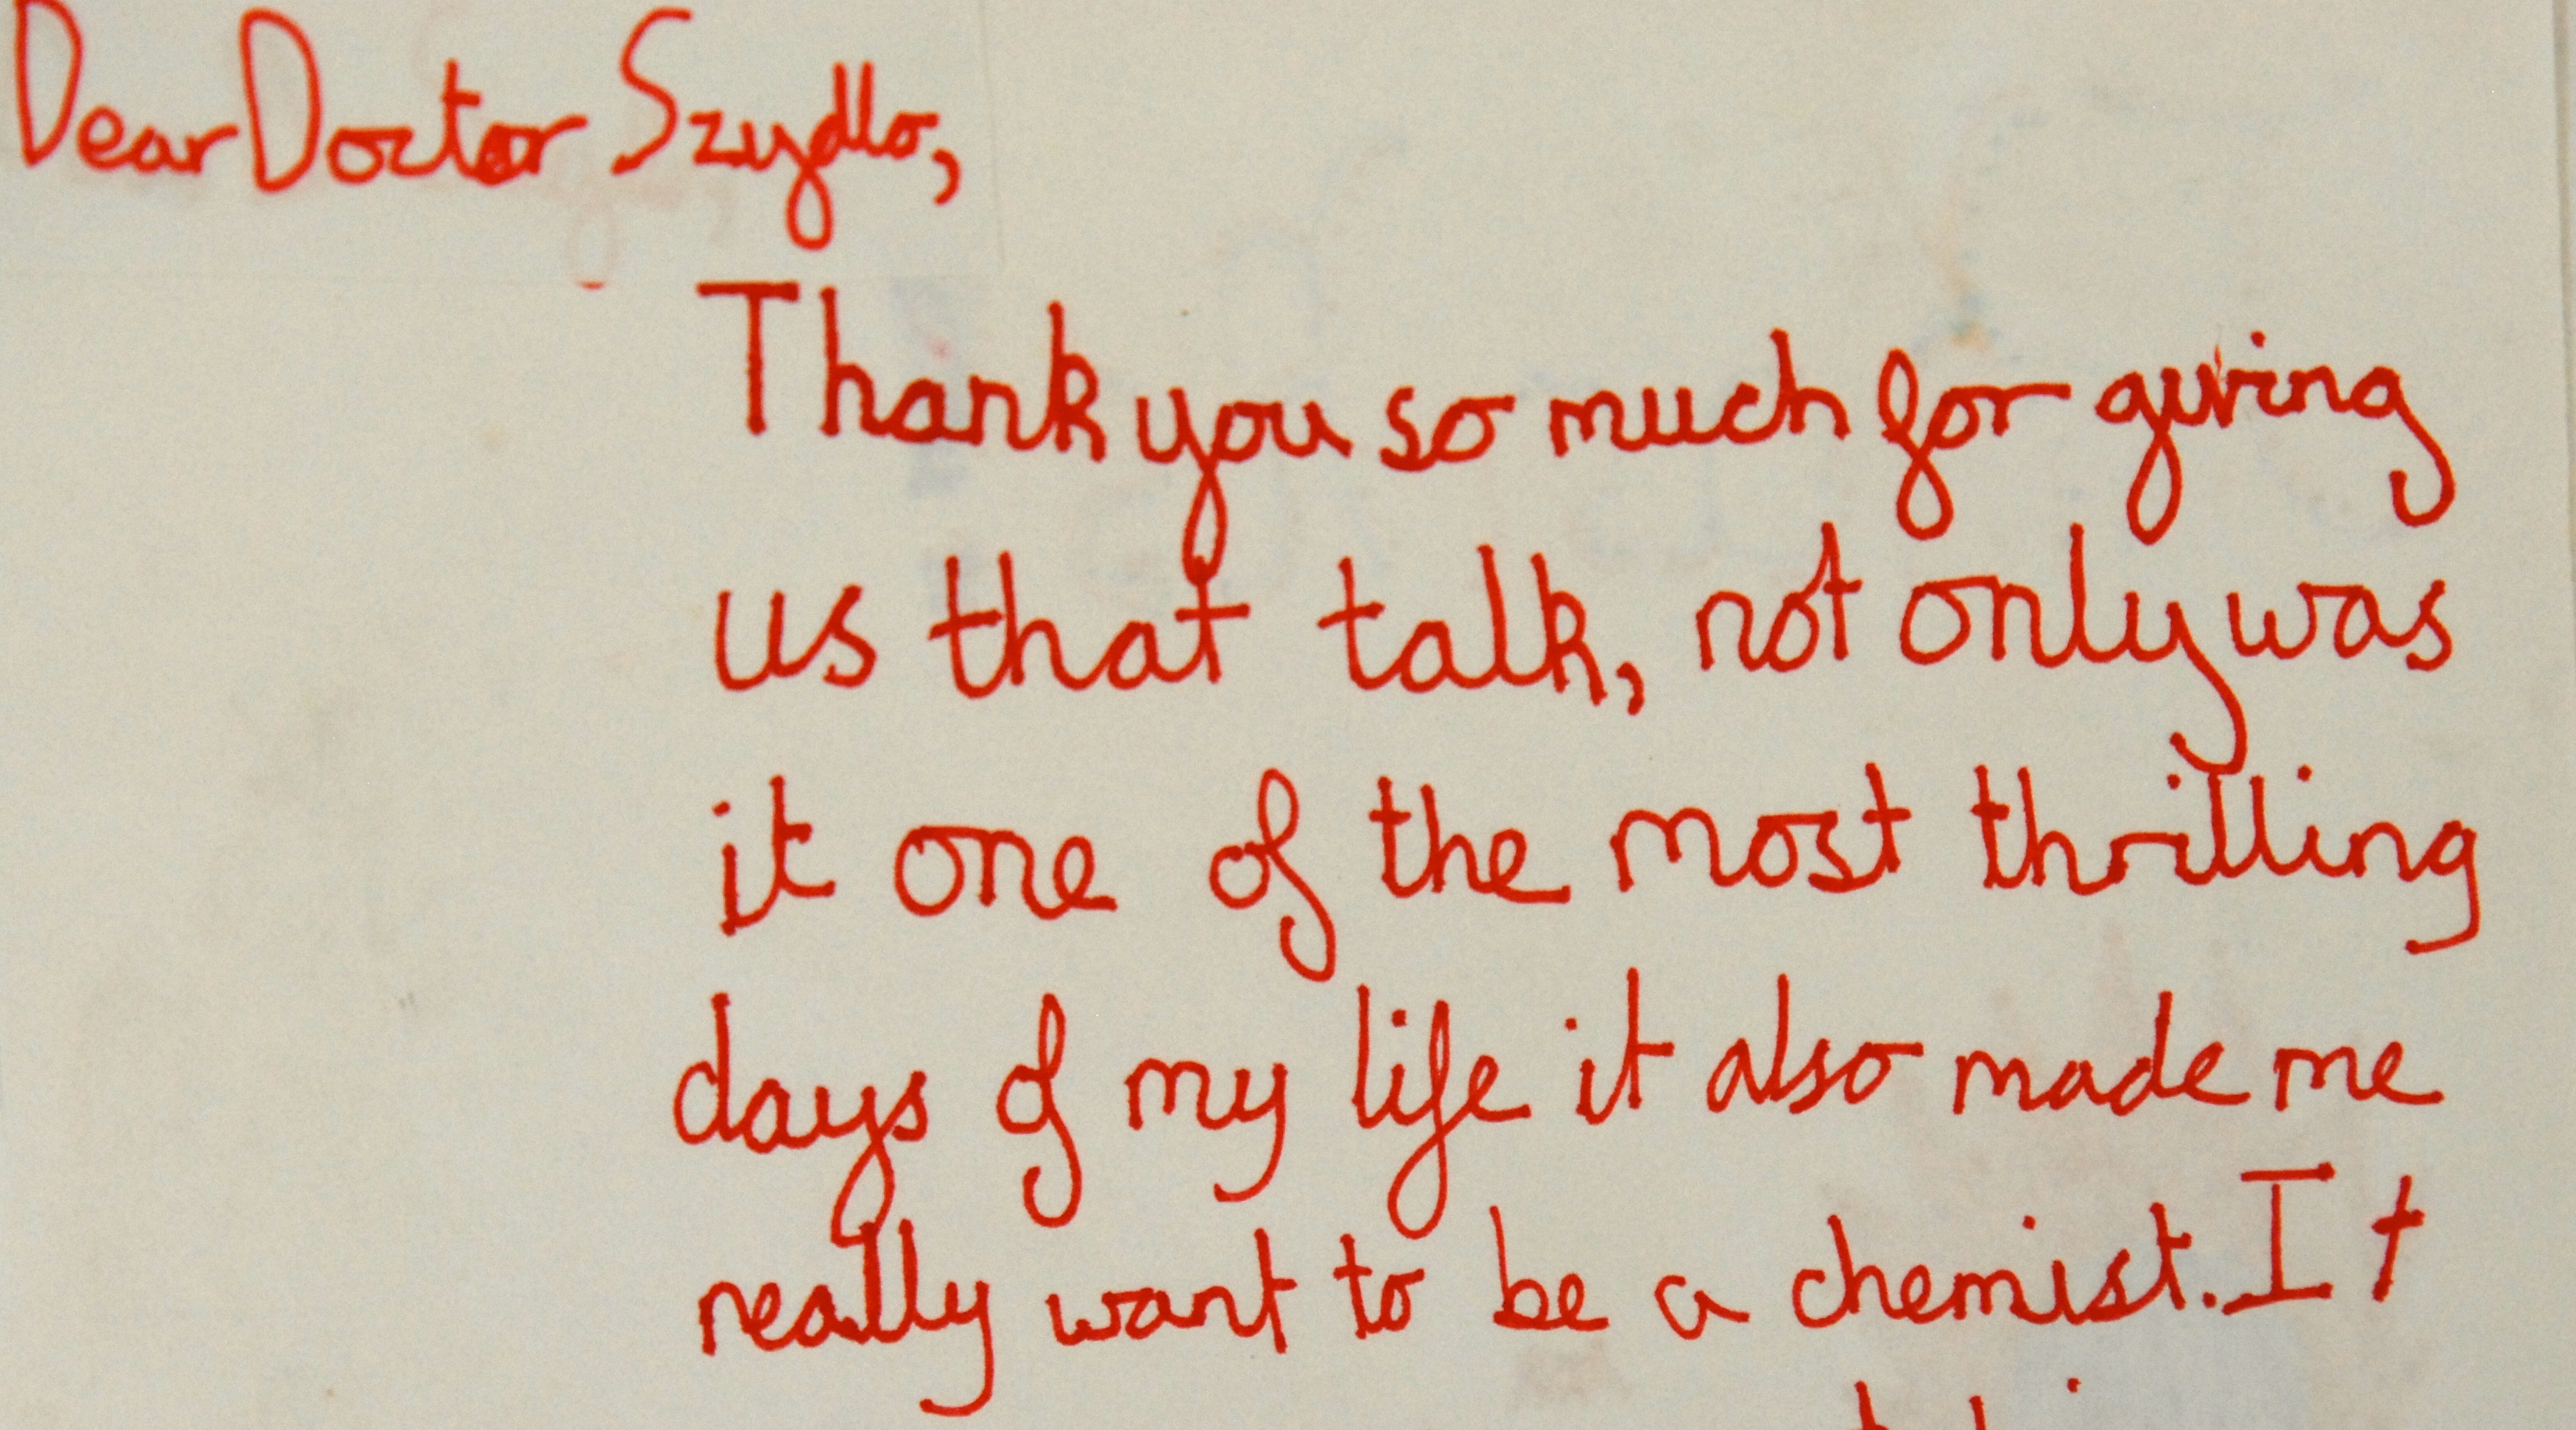 Dear Doctor Szydlo,
Thank you so much for giving
us that talk, not only was
it one of the most thrilling
days of my life it also made me
really want to be a chemist. It